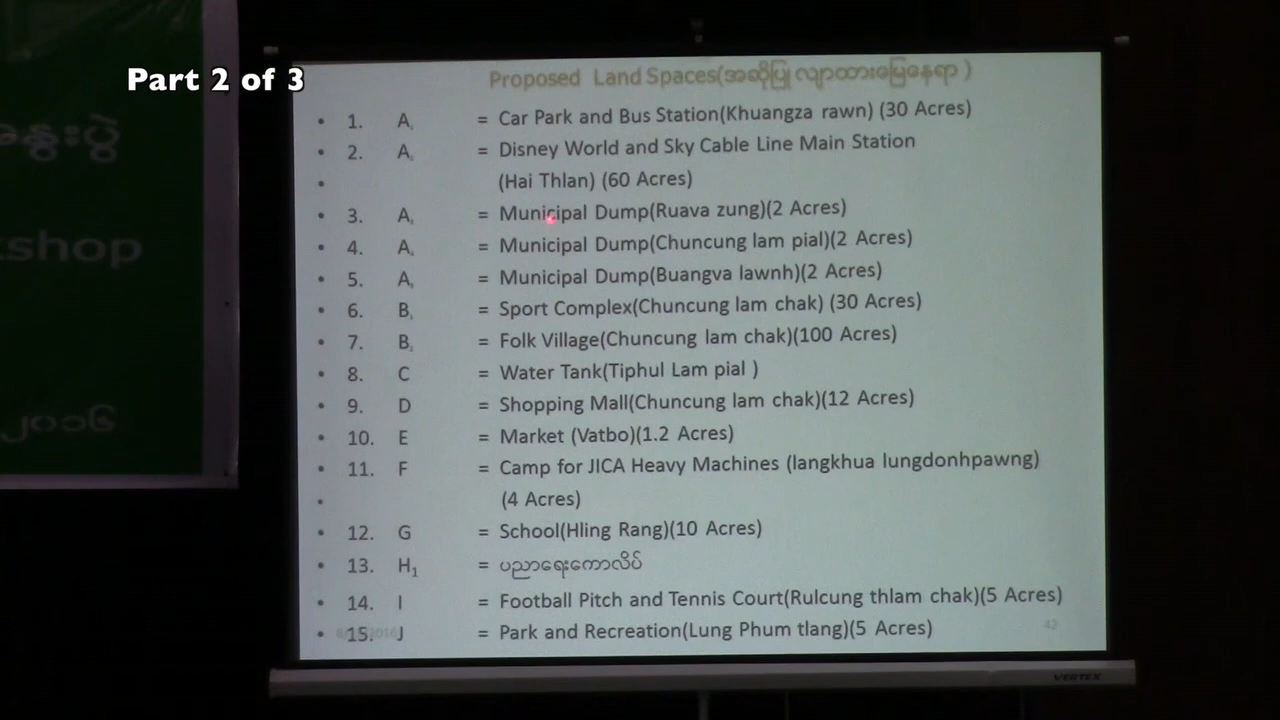 Part 2 of 3
shop
၂၀၁၆
Proposed Land Spaces(အဆိုပြု လျာထားမြေနေရာ )
• 1. A = Car Park and Bus Station(Khuangza rawn) (30 Acres)
• 2. A = Disney World and Sky Cable Line Main Station
• (Hai Thlan) (60 Acres)
• 3. A = Municipal Dump(Ruava zung)(2 Acres)
• 4. A = Municipal Dump(Chuncung lam pial)(2 Acres)
• 5. A = Municipal Dump(Buangva lawnh)(2 Acres)
• 6. B = Sport Complex(Chuncung lam chak) (30 Acres)
• 7. B = Folk Village(Chuncung lam chak)(100 Acres)
• 8. C = Water Tank(Tiphul Lam pial )
• 9. D = Shopping Mall(Chuncung lam chak)(12 Acres)
• 10. E = Market (Vatbo)(1.2 Acres)
• 11. F = Camp for JICA Heavy Machines (langkhua lungdonhpawng)
• (4 Acres)
• 12. G = School(Hling Rang)(10 Acres)
• 13. H₁ = ပညာရေးကောလိပ်
• 14. I = Football Pitch and Tennis Court(Rulcung thlam chak)(5 Acres)
• 15. J = Park and Recreation(Lung Phum tlang)(5 Acres)
42
VERTEX